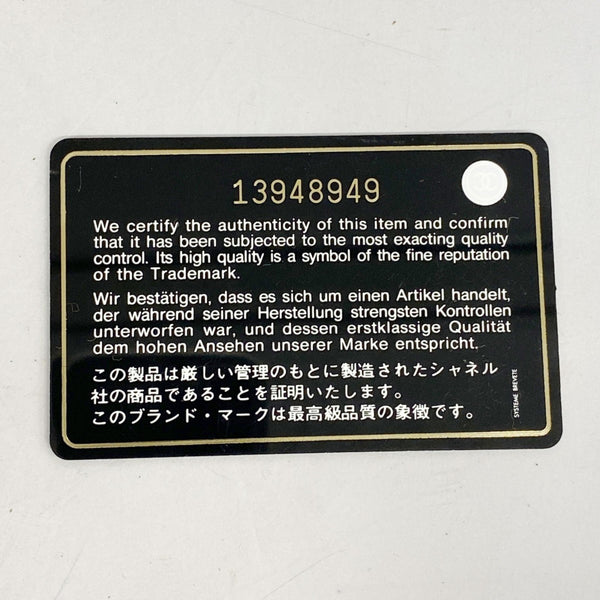 13948949
We certify the authenticity of this item and confirm
that it has been subjected to the most exacting quality
control. Its high quality is a symbol of the fine reputation
of the Trademark.
Wir bestätigen, dass es sich um einen Artikel handelt,
der während seiner Herstellung strengsten Kontrollen
unterworfen war, und dessen erstklassige Qualität
dem hohen Ansehen unserer Marke entspricht.
この製品は厳しい管理のもとに製造されたシャネル
社の商品であることを証明いたします。
このブランド・マークは最高級品質の象徴です。
SYSTEME BREVETE